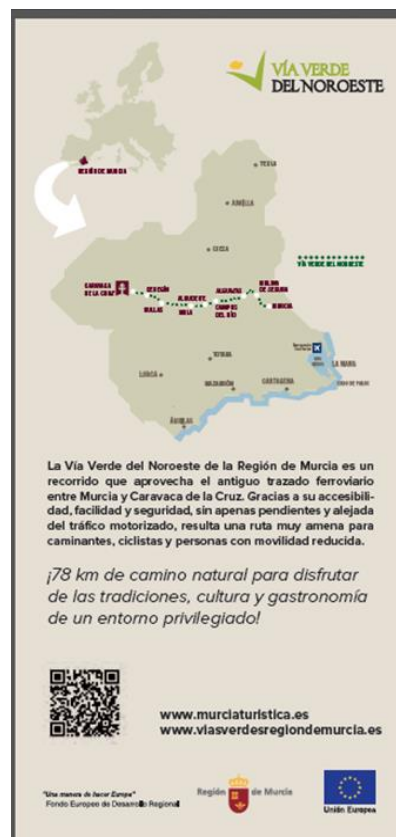 VÍA VERDE
DEL NOROESTE
REGIÓN DE MURCIA
YECLA
JUMILLA
CIEZA
VÍA VERDE DEL NOROESTE
CARAVACA
DE LA CRUZ
CEHEGÍN
BULLAS
ALBUDEITE
MULA
ALGUAZAS
CAMPOS
DEL RÍO
MOLINA
DE SEGURA
MURCIA
TOTANA
LORCA
MAZARRÓN
CARTAGENA
LA MANGA
CABO DE PALOS
ÁGUILAS
La Vía Verde del Noroeste de la Región de Murcia es un
recorrido que aprovecha el antiguo trazado ferroviario
entre Murcia y Caravaca de la Cruz. Gracias a su accesibili-
dad, facilidad y seguridad, sin apenas pendientes y alejada
del tráfico motorizado, resulta una ruta muy amena para
caminantes, ciclistas y personas con movilidad reducida.
¡78 km de camino natural para disfrutar
de las tradiciones, cultura y gastronomía
de un entorno privilegiado!
www.murciaturistica.es
www.viasverdesregiondemurcia.es
"Una manera de hacer Europa"
Fondo Europeo de Desarrollo Regional
Región de Murcia
Unión Europea